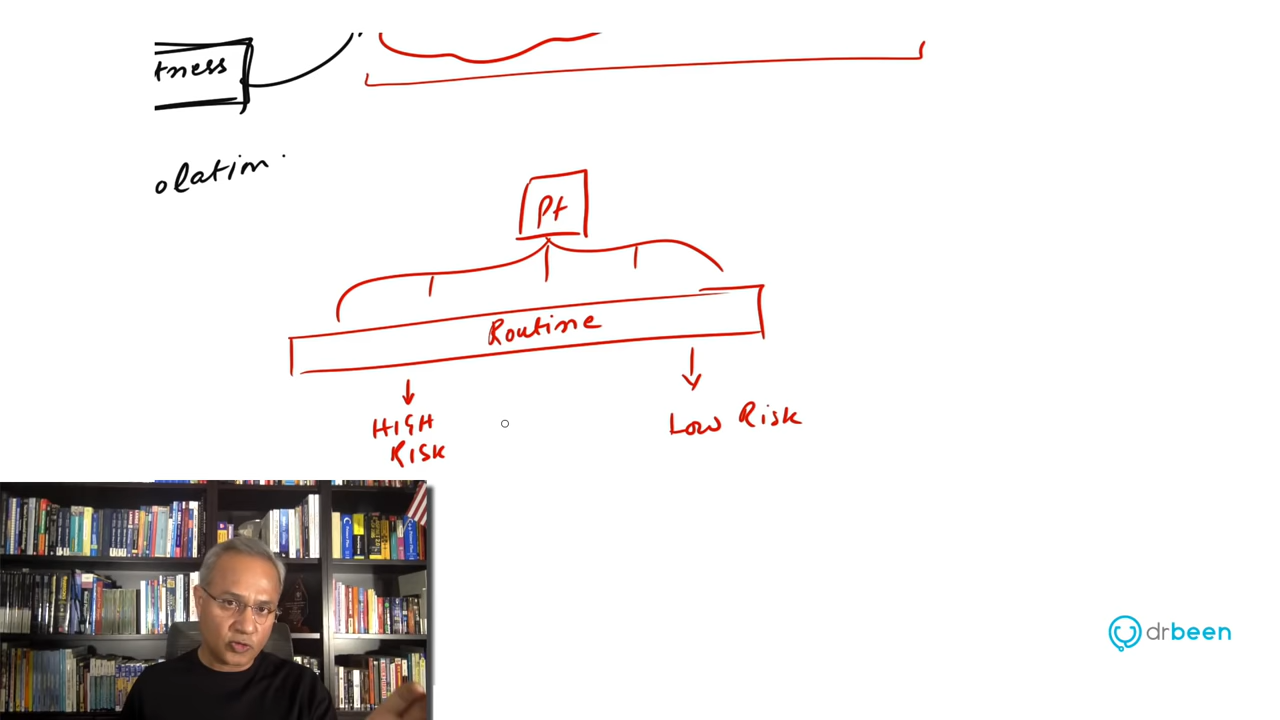 tness
olation.
Pt
Routine
HIGH
RISK
Low Risk
drbeen